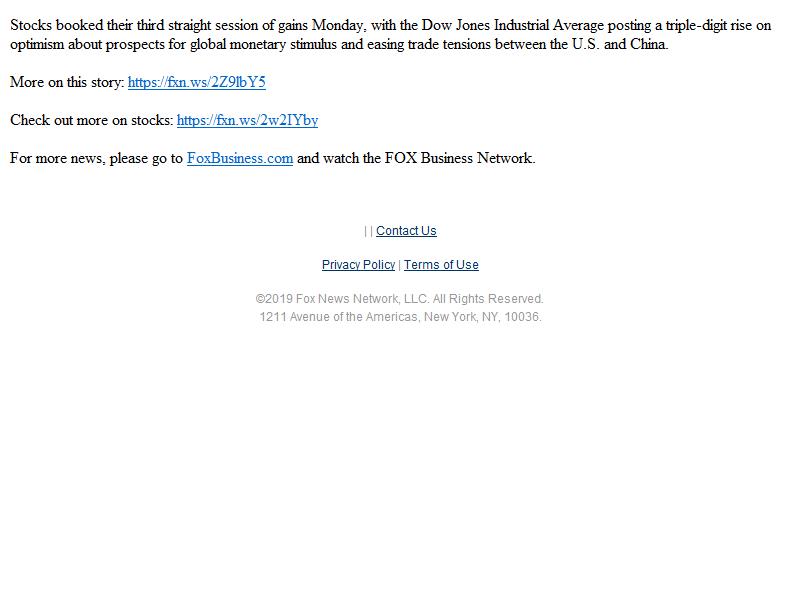 Stocks booked their third straight session of gains Monday, with the Dow Jones Industrial Average posting a triple-digit rise on
optimism about prospects for global monetary stimulus and easing trade tensions between the U.S. and China.
More on this story: https://fxn.ws/2Z9lbY5
Check out more on stocks: https://fxn.ws/2w2IYby
For more news, please go to FoxBusiness.com and watch the FOX Business Network.
| | Contact Us
Privacy Policy | Terms of Use
©2019 Fox News Network, LLC. All Rights Reserved.
1211 Avenue of the Americas, New York, NY, 10036.